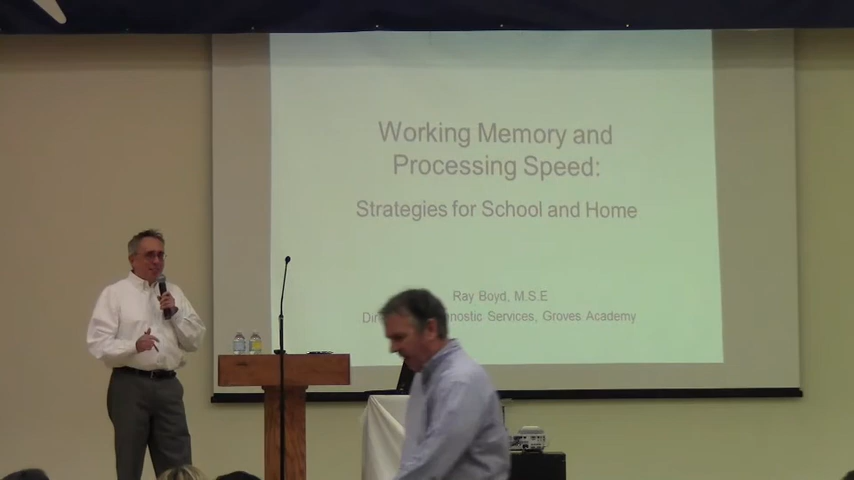 Working Memory and
Processing Speed:
Strategies for School and Home
Ray Boyd, M.S.E
Services, Groves Academy